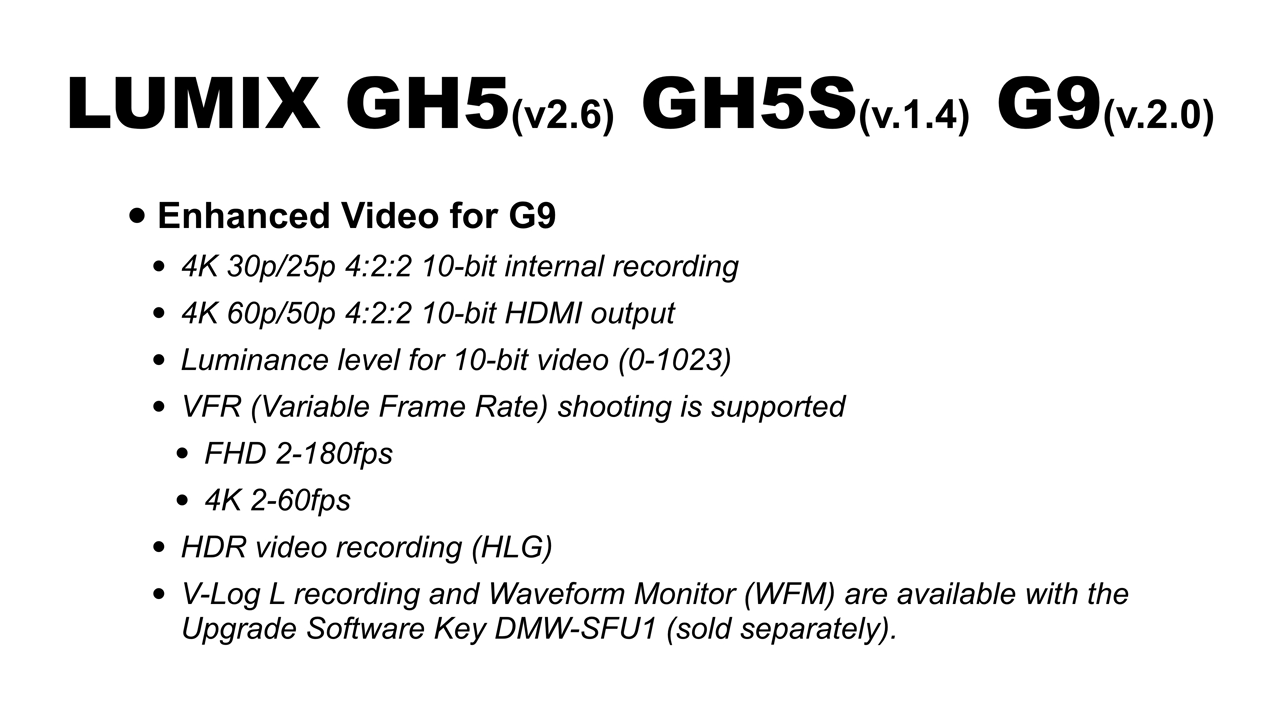 LUMIX GH5(v2.6) GH5S(v.1.4) G9(v.2.0)
• Enhanced Video for G9
• 4K 30p/25p 4:2:2 10-bit internal recording
• 4K 60p/50p 4:2:2 10-bit HDMI output
• Luminance level for 10-bit video (0-1023)
• VFR (Variable Frame Rate) shooting is supported
• FHD 2-180fps
• 4K 2-60fps
• HDR video recording (HLG)
• V-Log L recording and Waveform Monitor (WFM) are available with the
Upgrade Software Key DMW-SFU1 (sold separately).